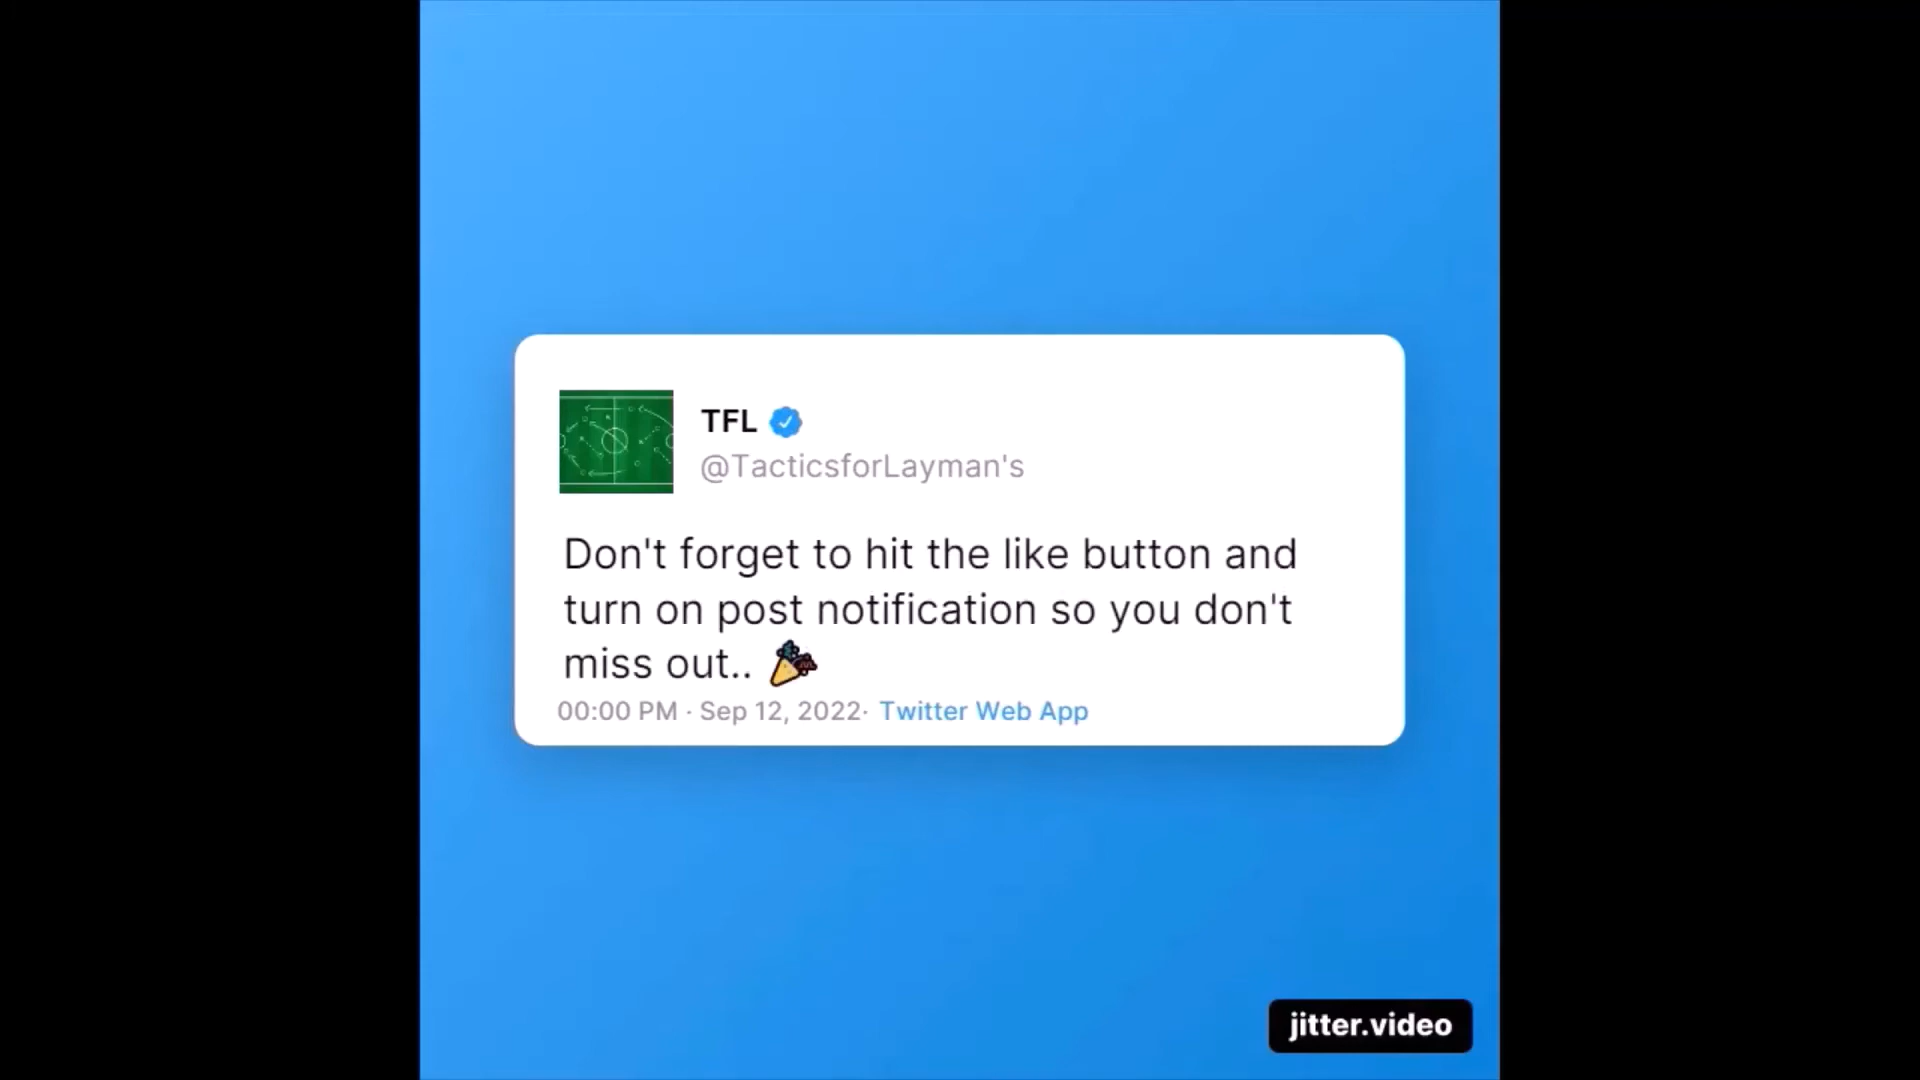 TFL
@TacticsforLayman's
Don't forget to hit the like button and
turn on post notification so you don't
miss out.. 🎉
00:00 PM · Sep 12, 2022· Twitter Web App
jitter.video